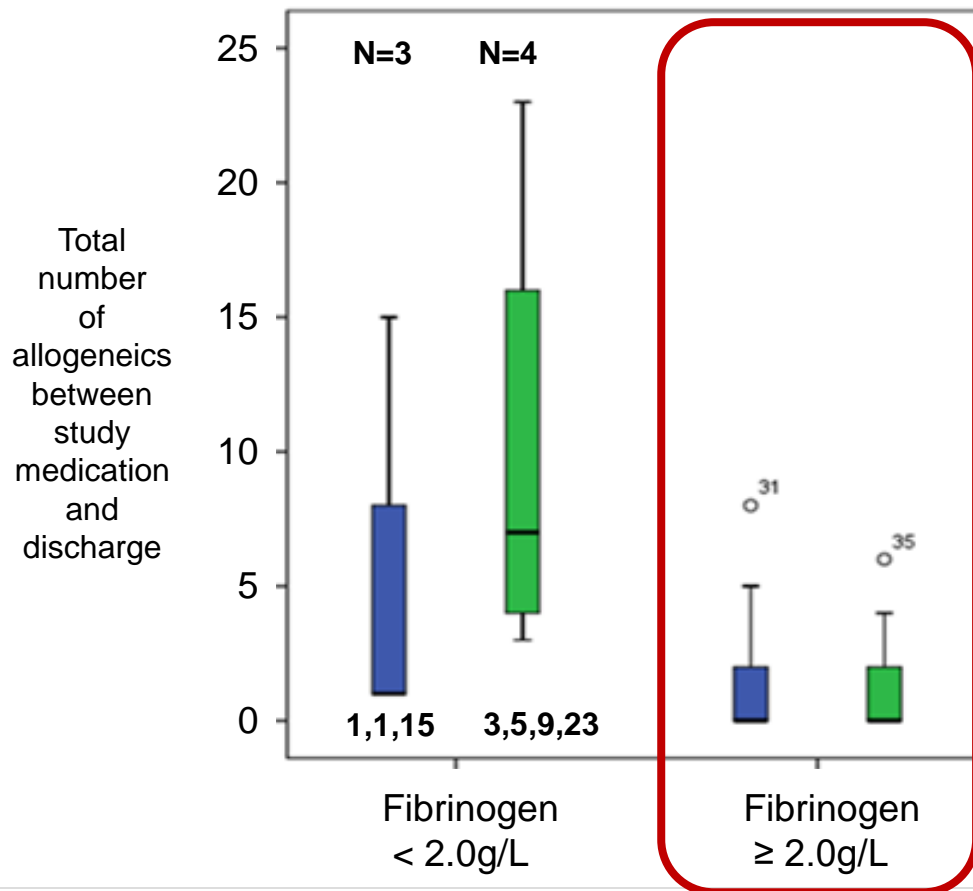 25
N=3 N=4
20
Total
number
of
allogeneics
between
study
medication
and
discharge
15
10
31
5
35
0
1,1,15 3,5,9,23
Fibrinogen
< 2.0g/L
Fibrinogen
≥ 2.0g/L